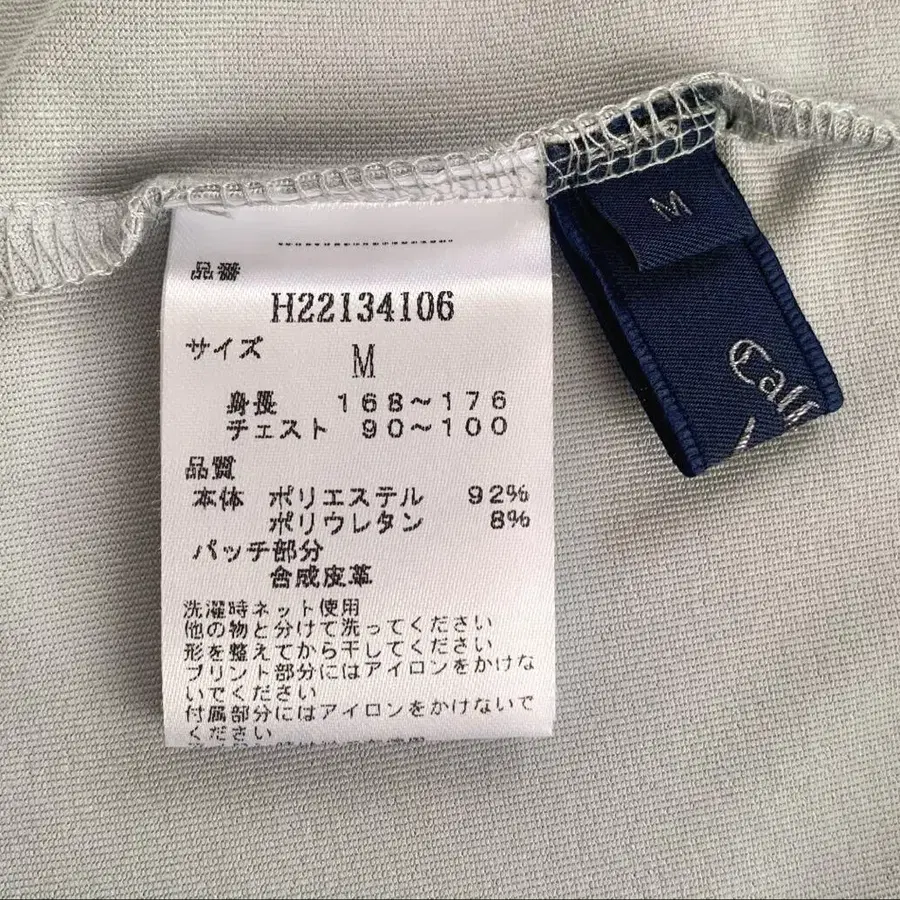 品番
H22134106
サイズ M
身長 168～176
チェスト 90～100
品質
本体 ポリエステル 92%
ポリウレタン 8%
パッチ部分
合成皮革
洗濯時ネット使用
他の物と分けて洗ってください
形を整えてから干してください
プリント部分にはアイロンをかけな
いでください
付属部分にはアイロンをかけないで
ください
M
Call